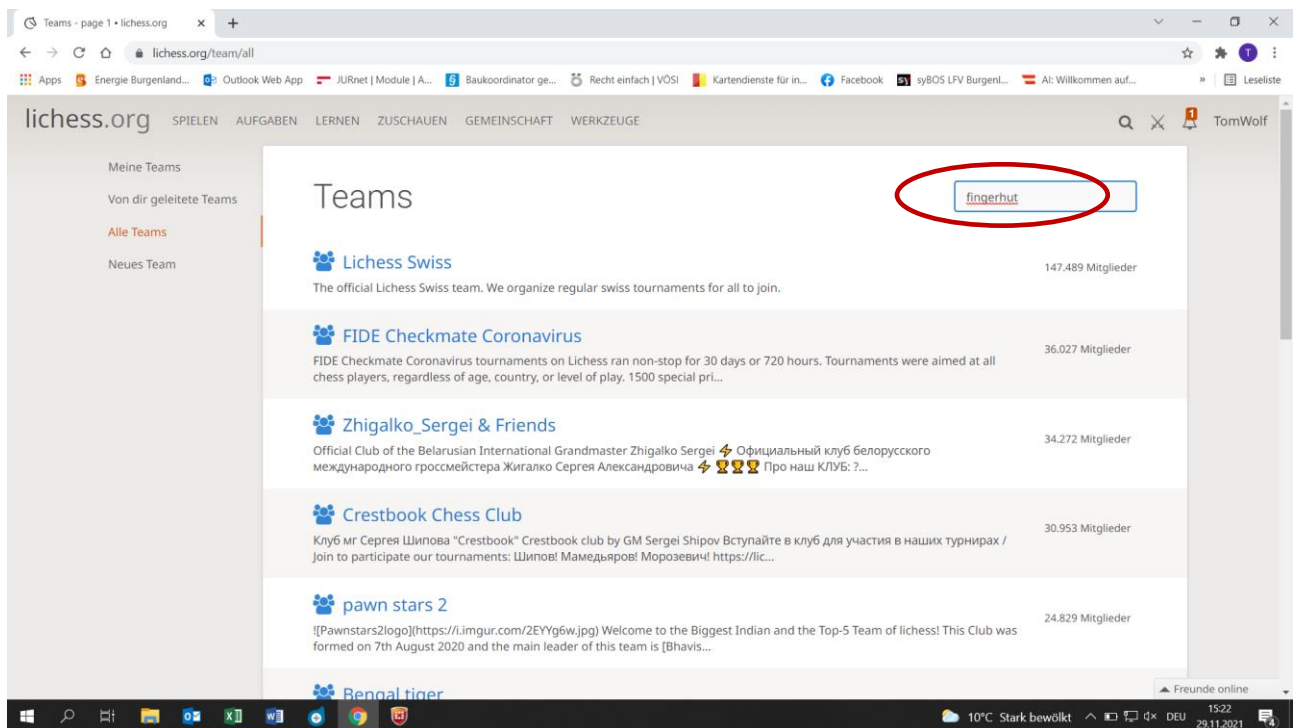 Teams - page 1 • lichess.org
lichess.org/team/all
Apps Energie Burgenland... Outlook Web App JURnet | Module | A... Baukoordinator ge... Recht einfach | VÖSI Kartendienste für in... Facebook syBOS LFV Burgenl... AI: Willkommen auf... » Leseliste
lichess.org SPIELEN AUFGABEN LERNEN ZUSCHAUEN GEMEINSCHAFT WERKZEUGE 1 TomWolf
Meine Teams
Von dir geleitete Teams
Alle Teams
Neues Team
Teams
fingerhut
Lichess Swiss
147.489 Mitglieder
The official Lichess Swiss team. We organize regular swiss tournaments for all to join.
FIDE Checkmate Coronavirus
36.027 Mitglieder
FIDE Checkmate Coronavirus tournaments on Lichess ran non-stop for 30 days or 720 hours. Tournaments were aimed at all
chess players, regardless of age, country, or level of play. 1500 special pri...
Zhigalko_Sergei & Friends
34.272 Mitglieder
Official Club of the Belarusian International Grandmaster Zhigalko Sergei ⚡ Официальный клуб белорусского
международного гроссмейстера Жигалко Сергея Александровича ⚡ 🏆🏆🏆 Про наш КЛУБ: ?...
Crestbook Chess Club
30.953 Mitglieder
Клуб мг Сергея Шипова "Crestbook" Crestbook club by GM Sergei Shipov Вступайте в клуб для участия в наших турнирах /
Join to participate our tournaments: Шипов! Мамедьяров! Морозевич! https://lic...
pawn stars 2
24.829 Mitglieder
![Pawnstars2logo](https://i.imgur.com/2EYYg6w.jpg) Welcome to the Biggest Indian and the Top-5 Team of lichess! This Club was
formed on 7th August 2020 and the main leader of this team is [Bhavis...
Bengal tiger
Freunde online
10°C Stark bewölkt DEU 15:22
29.11.2021 4